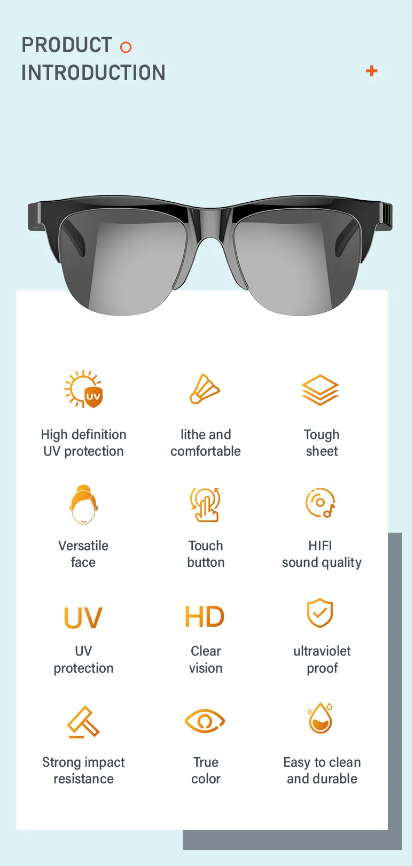 PRODUCT
INTRODUCTION
UV
High definition
UV protection
lithe and
comfortable
Tough
sheet
Versatile
face
Touch
button
HIFI
sound quality
UV
UV
protection
HD
Clear
vision
ultraviolet
proof
Strong impact
resistance
True
color
Easy to clean
and durable